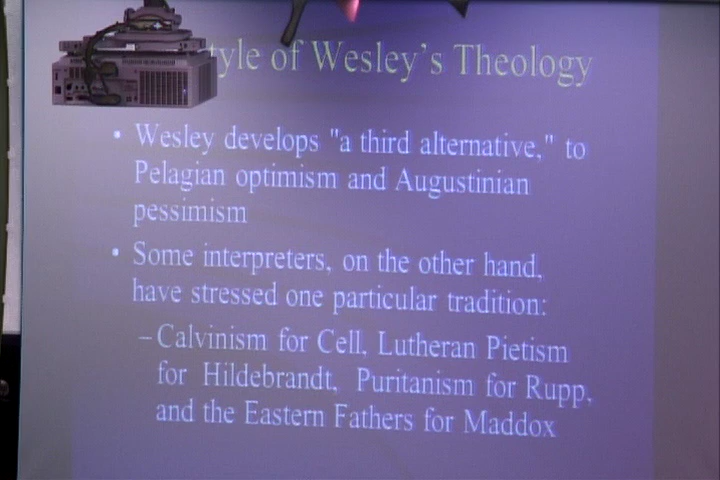 tyle of Wesley's Theology
Wesley develops "a third alternative," to
Pelagian optimism and Augustinian
pessimism
Some interpreters, on the other hand,
have stressed one particular tradition:
– Calvinism for Cell, Lutheran Pietism
for Hildebrandt, Puritanism for Rupp,
and the Eastern Fathers for Maddox